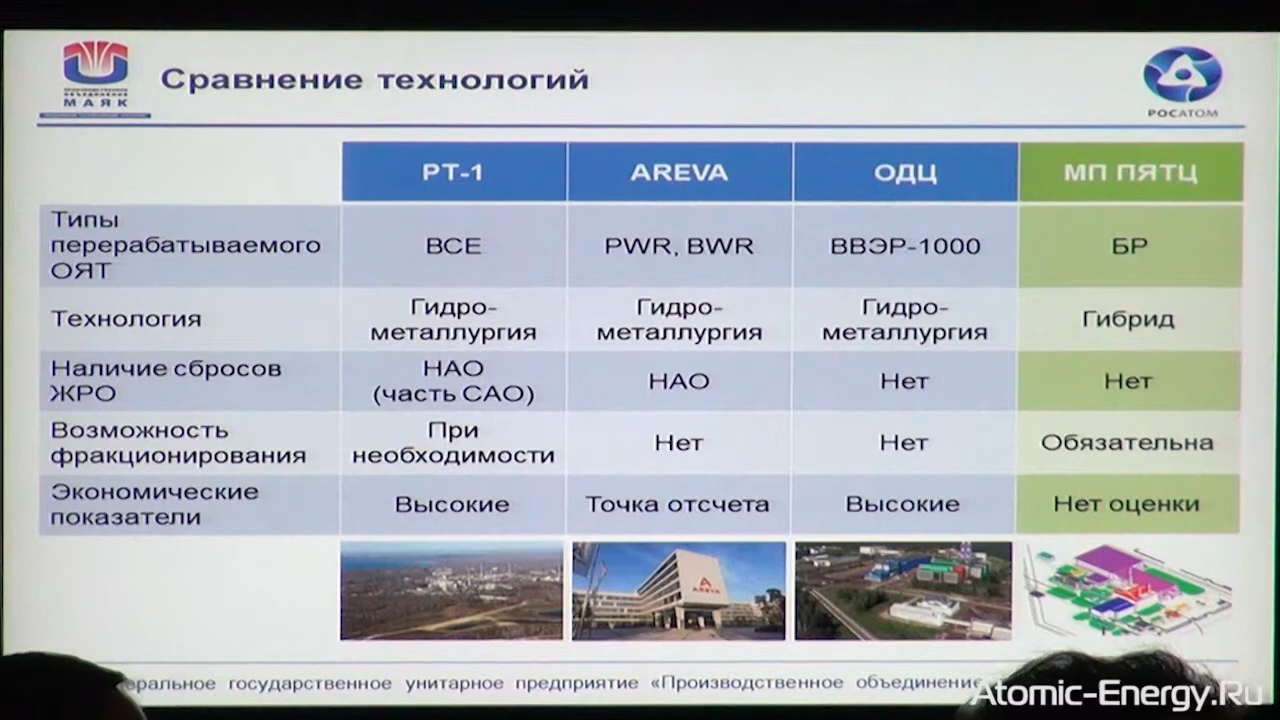 МАЯК
Сравнение технологий
РОСАТОМ
РТ-1
AREVA
ОДЦ
МП ПЯТЦ
Типы
перерабатываемого
ОЯТ
ВСЕ
PWR, BWR
ВВЭР-1000
БР
Технология
Гидро-
металлургия
Гидро-
металлургия
Гидро-
металлургия
Гибрид
Наличие сбросов
ЖРО
НАО
(часть САО)
НАО
Нет
Нет
Возможность
фракционирования
При
необходимости
Нет
Нет
Обязательна
Экономические
показатели
Высокие
Точка отсчета
Высокие
Нет оценки
AREVA
государственное унитарное предприятие «Производственное объединение
Atomic-Energy.Ru